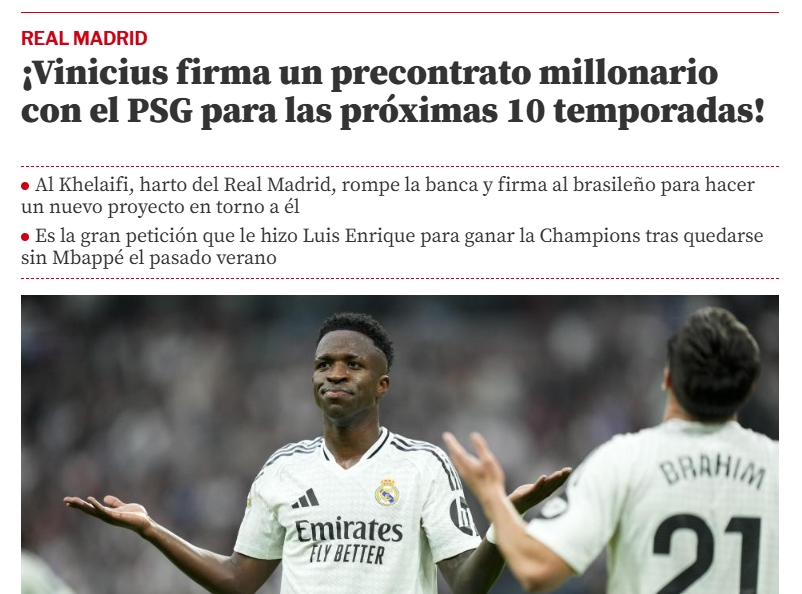 REAL MADRID
¡Vinicius firma un precontrato millonario
con el PSG para las próximas 10 temporadas!
• Al Khelaifi, harto del Real Madrid, rompe la banca y firma al brasileño para hacer
un nuevo proyecto en torno a él
• Es la gran petición que le hizo Luis Enrique para ganar la Champions tras quedarse
sin Mbappé el pasado verano
Emirates
FLY BETTER
hp
BRAHIM
21